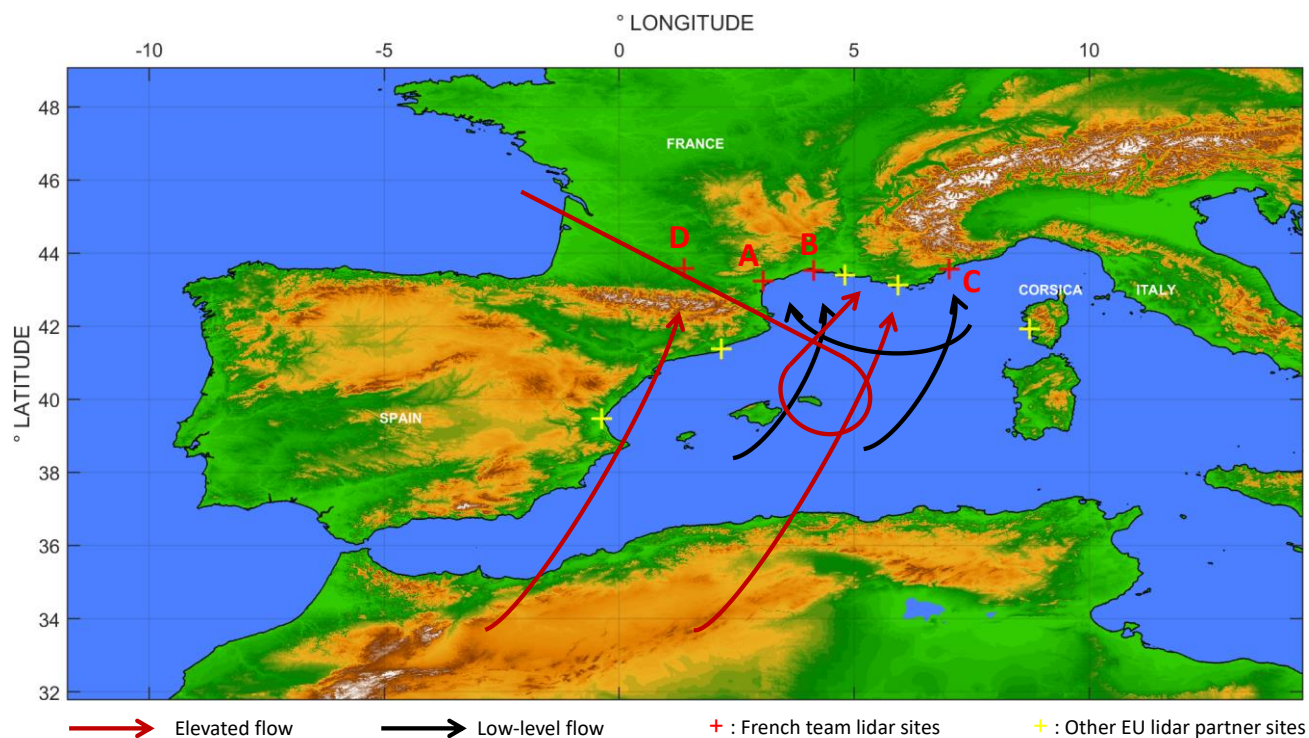 ° LONGITUDE
-10 -5 0 5 10
48
46
44
42
40
38
36
34
32
° LATITUDE
FRANCE
D
A
B
C
CORSICA
ITALY
SPAIN
Elevated flow
Low-level flow
+ : French team lidar sites
+ : Other EU lidar partner sites